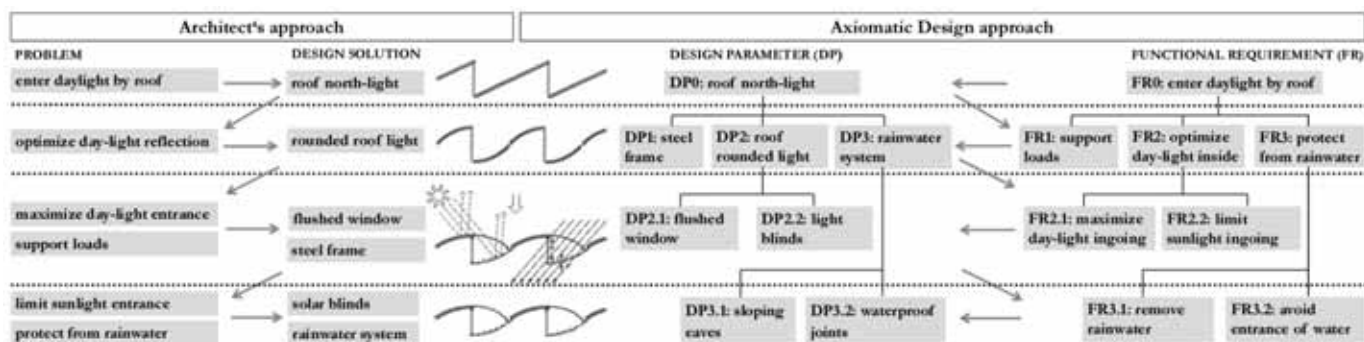 Architect's approach
Axiomatic Design approach
PROBLEM
DESIGN SOLUTION
DESIGN PARAMETER (DP)
FUNCTIONAL REQUIREMENT (FR)
enter daylight by roof
roof north-light
DP0: roof north-light
FR0: enter daylight by roof
optimize day-light reflection
rounded roof light
DP1: steel
frame
DP2: roof
rounded light
DP3: rainwater
system
FR1: support
loads
FR2: optimize
day-light inside
FR3: protect
from rainwater
maximize day-light entrance
support loads
flushed window
steel frame
DP2.1: flushed
window
DP2.2: light
blinds
FR2.1: maximize
day-light ingoing
FR2.2: limit
sunlight ingoing
limit sunlight entrance
protect from rainwater
solar blinds
rainwater system
DP3.1: sloping
eaves
DP3.2: waterproof
joints
FR3.1: remove
rainwater
FR3.2: avoid
entrance of water